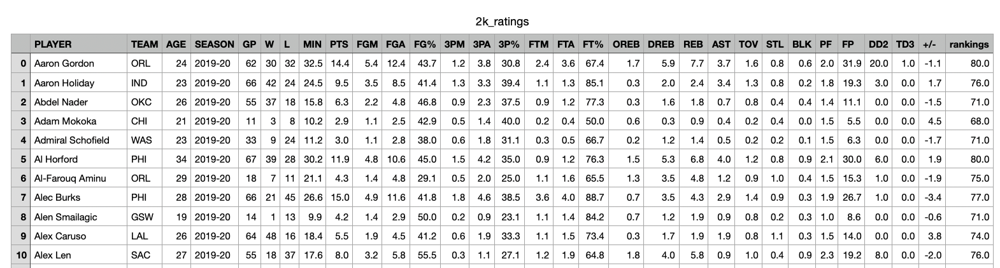 2k_ratings
PLAYER TEAM AGE SEASON GP W L MIN PTS FGM FGA FG% 3PM 3PA 3P% FTM FTA FT% OREB DREB REB AST TOV STL BLK PF FP DD2 TD3 +/- rankings
0 Aaron Gordon ORL 24 2019-20 62 30 32 32.5 14.4 5.4 12.4 43.7 1.2 3.8 30.8 2.4 3.6 67.4 1.7 5.9 7.7 3.7 1.6 0.8 0.6 2.0 31.9 20.0 1.0 -1.1 80.0
1 Aaron Holiday IND 23 2019-20 66 42 24 24.5 9.5 3.5 8.5 41.4 1.3 3.3 39.4 1.1 1.3 85.1 0.3 2.0 2.4 3.4 1.3 0.8 0.2 1.8 19.3 3.0 0.0 1.7 76.0
2 Abdel Nader OKC 26 2019-20 55 37 18 15.8 6.3 2.2 4.8 46.8 0.9 2.3 37.5 0.9 1.2 77.3 0.3 1.6 1.8 0.7 0.8 0.4 0.4 1.4 11.1 0.0 0.0 -1.5 71.0
3 Adam Mokoka CHI 21 2019-20 11 3 8 10.2 2.9 1.1 2.5 42.9 0.5 1.4 40.0 0.2 0.4 50.0 0.6 0.3 0.9 0.4 0.2 0.4 0.0 1.5 5.5 0.0 0.0 4.5 68.0
4 Admiral Schofield WAS 23 2019-20 33 9 24 11.2 3.0 1.1 2.8 38.0 0.6 1.8 31.1 0.3 0.5 66.7 0.2 1.2 1.4 0.5 0.2 0.2 0.1 1.5 6.3 0.0 0.0 -1.7 71.0
5 Al Horford PHI 34 2019-20 67 39 28 30.2 11.9 4.8 10.6 45.0 1.5 4.2 35.0 0.9 1.2 76.3 1.5 5.3 6.8 4.0 1.2 0.8 0.9 2.1 30.0 6.0 0.0 1.9 80.0
6 Al-Farouq Aminu ORL 29 2019-20 18 7 11 21.1 4.3 1.4 4.8 29.1 0.5 2.0 25.0 1.1 1.6 65.5 1.3 3.5 4.8 1.2 0.9 1.0 0.4 1.5 15.3 1.0 0.0 -1.9 75.0
7 Alec Burks PHI 28 2019-20 66 21 45 26.6 15.0 4.9 11.6 41.8 1.8 4.6 38.5 3.6 4.0 88.7 0.7 3.5 4.3 2.9 1.4 0.9 0.3 1.9 26.7 1.0 0.0 -3.4 77.0
8 Alen Smailagic GSW 19 2019-20 14 1 13 9.9 4.2 1.4 2.9 50.0 0.2 0.9 23.1 1.1 1.4 84.2 0.7 1.2 1.9 0.9 0.8 0.2 0.3 1.0 8.6 0.0 0.0 -0.6 71.0
9 Alex Caruso LAL 26 2019-20 64 48 16 18.4 5.5 1.9 4.5 41.2 0.6 1.9 33.3 1.1 1.5 73.4 0.3 1.7 1.9 1.9 0.8 1.1 0.3 1.5 14.0 0.0 0.0 3.8 74.0
10 Alex Len SAC 27 2019-20 55 18 37 17.6 8.0 3.2 5.8 55.5 0.3 1.1 27.1 1.2 1.9 64.8 1.8 4.0 5.8 0.9 1.0 0.4 0.9 2.3 19.2 8.0 0.0 -2.0 76.0